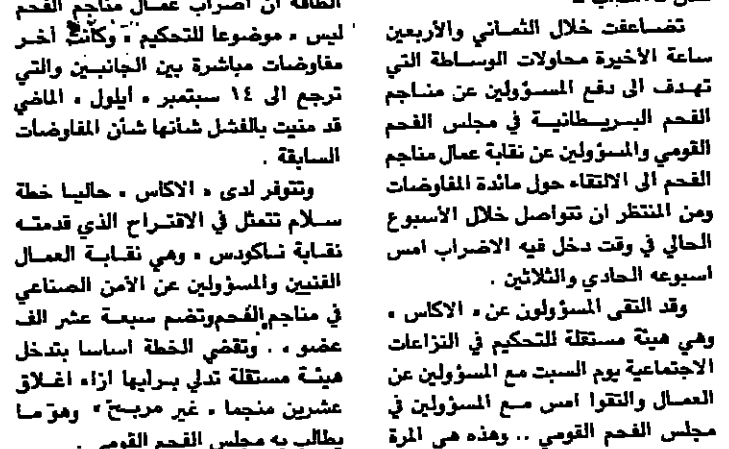 تضاعفت خلال الثماني والأربعين
ساعة الأخيرة محاولات الوساطة التي
تهدف الى دفع المسؤولين عن مناجم
الفحم البريطانية في مجلس الفحم
القومي والمسؤولين عن نقابة عمال مناجم
الفحم الى الالتقاء حول مائدة المفاوضات
ومن المنتظر ان تتواصل خلال الأسبوع
الحالي في وقت دخل فيه الاضراب امس
اسبوعه الحادي والثلاثين .
وقد التقى المسؤولون عن « الاكاس »
وهي هيئة مستقلة للتحكيم في النزاعات
الاجتماعية يوم السبت مع المسؤولين عن
العمال والتقوا امس مع المسؤولين في
مجلس الفحم القومي .. وهذه هي المرة
الطاقة ان اضراب عمال مناجم الفحم
ليس « موضوعا للتحكيم » وكانت أخر
مفاوضات مباشرة بين الجانبين والتي
ترجع الى ١٤ سبتمبر « أيلول » الماضي
قد منيت بالفشل شأنها شأن المفاوضات
السابقة .
وتتوفر لدى « الاكاس » حاليا خطة
سلام تتمثل في الاقتراح الذي قدمته
نقابة ناكودس « وهي نقابة العمال
الفنيين والمسؤولين عن الأمن الصناعي
في مناجم الفحم وتضم سبعة عشر الف
عضو » . وتقضي الخطة اساسا بتدخل
هيئة مستقلة تدلي برأيها ازاء اغلاق
عشرين منجما « غير مربح » وهو ما
يطالب به مجلس الفحم القومي .